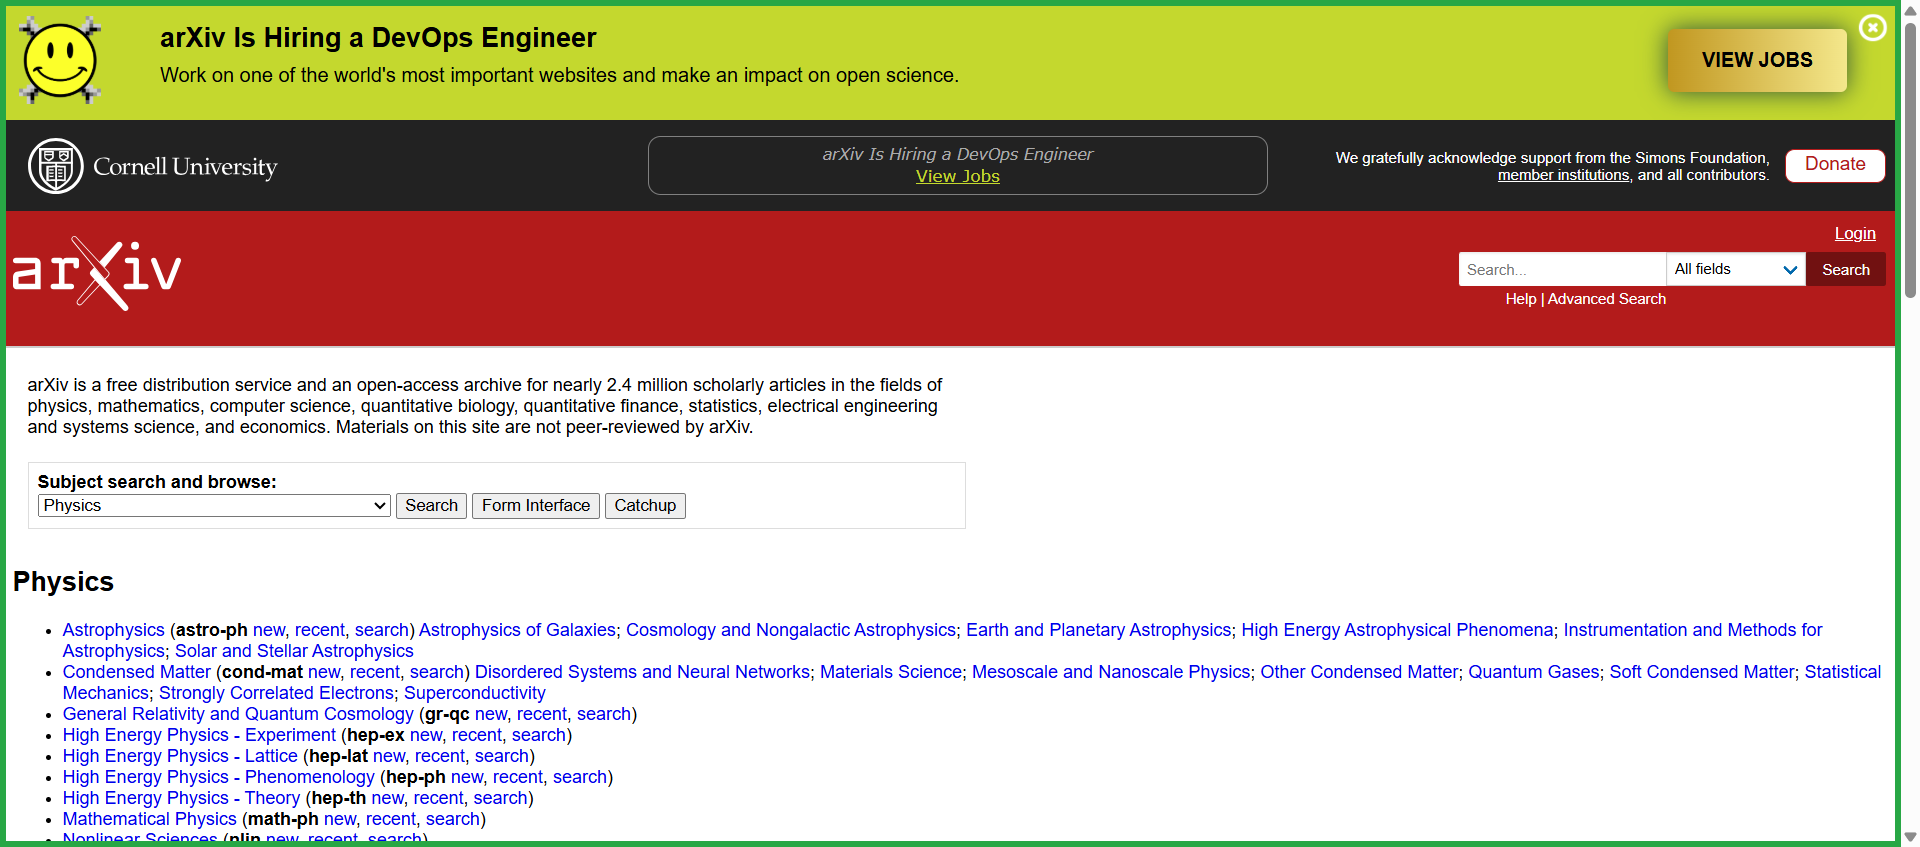 arXiv Is Hiring a DevOps Engineer
Work on one of the world's most important websites and make an impact on open science.
VIEW JOBS
Cornell University
arXiv Is Hiring a DevOps Engineer
View Jobs
We gratefully acknowledge support from the Simons Foundation,
member institutions, and all contributors.
Donate
arXiv
Login
Search...
All fields
Search
Help | Advanced Search
arXiv is a free distribution service and an open-access archive for nearly 2.4 million scholarly articles in the fields of
physics, mathematics, computer science, quantitative biology, quantitative finance, statistics, electrical engineering
and systems science, and economics. Materials on this site are not peer-reviewed by arXiv.
Subject search and browse:
Physics
Search
Form Interface
Catchup
Physics
Astrophysics (astro-ph new, recent, search) Astrophysics of Galaxies; Cosmology and Nongalactic Astrophysics; Earth and Planetary Astrophysics; High Energy Astrophysical Phenomena; Instrumentation and Methods for
Astrophysics; Solar and Stellar Astrophysics
Condensed Matter (cond-mat new, recent, search) Disordered Systems and Neural Networks; Materials Science; Mesoscale and Nanoscale Physics; Other Condensed Matter; Quantum Gases; Soft Condensed Matter; Statistical
Mechanics; Strongly Correlated Electrons; Superconductivity
General Relativity and Quantum Cosmology (gr-qc new, recent, search)
High Energy Physics - Experiment (hep-ex new, recent, search)
High Energy Physics - Lattice (hep-lat new, recent, search)
High Energy Physics - Phenomenology (hep-ph new, recent, search)
High Energy Physics - Theory (hep-th new, recent, search)
Mathematical Physics (math-ph new, recent, search)
Nonlinear Sciences (nlin new, recent, search)